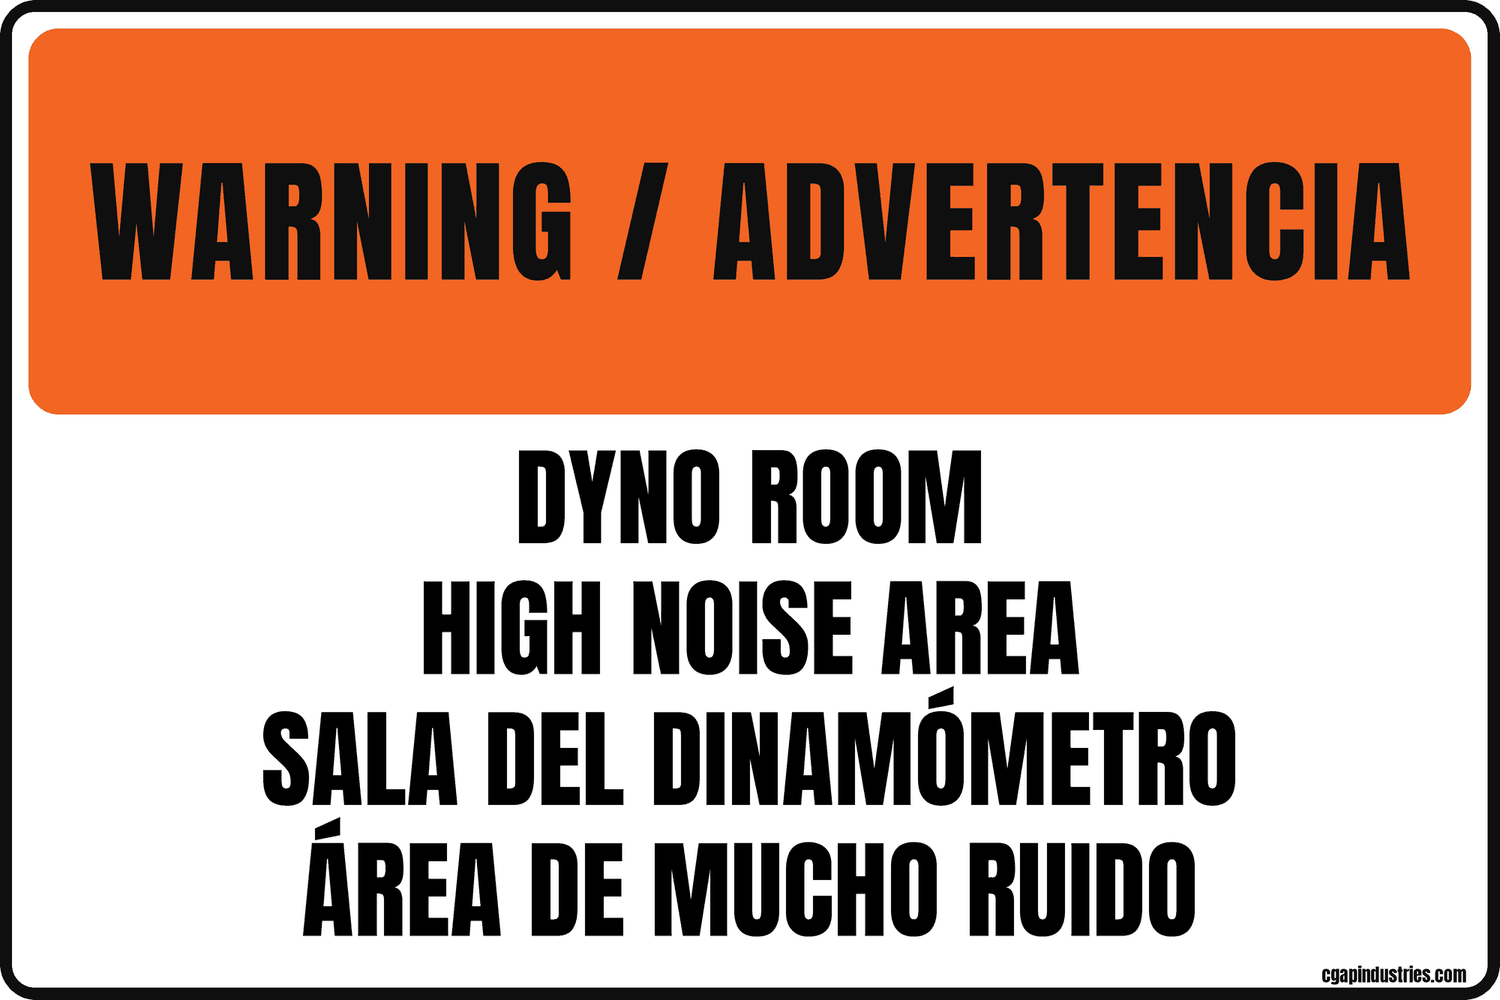 WARNING / ADVERTENCIA
DYNO ROOM
HIGH NOISE AREA
SALA DEL DINAMÓMETRO
ÁREA DE MUCHO RUIDO
cgapindustries.com